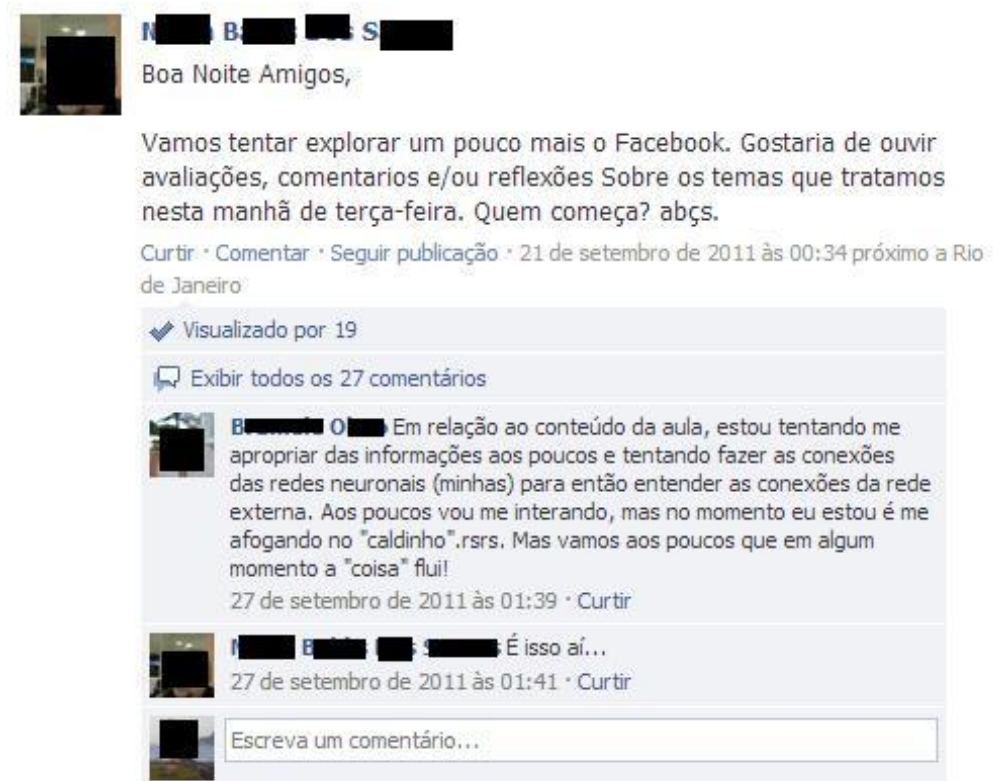 Boa Noite Amigos,
Vamos tentar explorar um pouco mais o Facebook. Gostaria de ouvir
avaliações, comentarios e/ou reflexões Sobre os temas que tratamos
nesta manhã de terça-feira. Quem começa? abçs.
Curtir · Comentar · Seguir publicação · 21 de setembro de 2011 às 00:34 próximo a Rio
de Janeiro
Visualizado por 19
Exibir todos os 27 comentários
Em relação ao conteúdo da aula, estou tentando me
apropriar das informações aos poucos e tentando fazer as conexões
das redes neuronais (minhas) para então entender as conexões da rede
externa. Aos poucos vou me interando, mas no momento eu estou é me
afogando no "caldinho".rsrs. Mas vamos aos poucos que em algum
momento a "coisa" flui!
27 de setembro de 2011 às 01:39 · Curtir
É isso aí...
27 de setembro de 2011 às 01:41 · Curtir
Escreva um comentário...